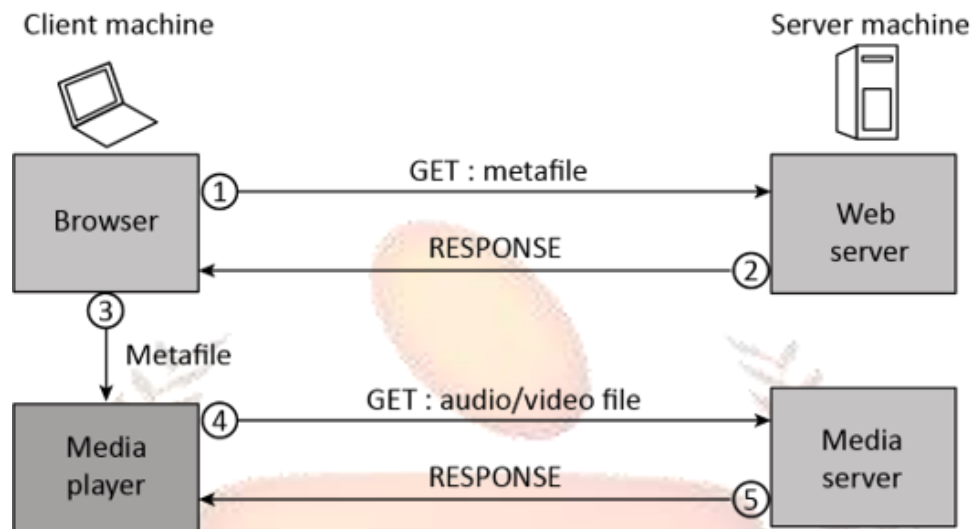 Client machine
Server machine
GET : metafile
1
Browser
Web
server
RESPONSE
2
3
Metafile
GET : audio/video file
4
Media
player
Media
server
RESPONSE
5